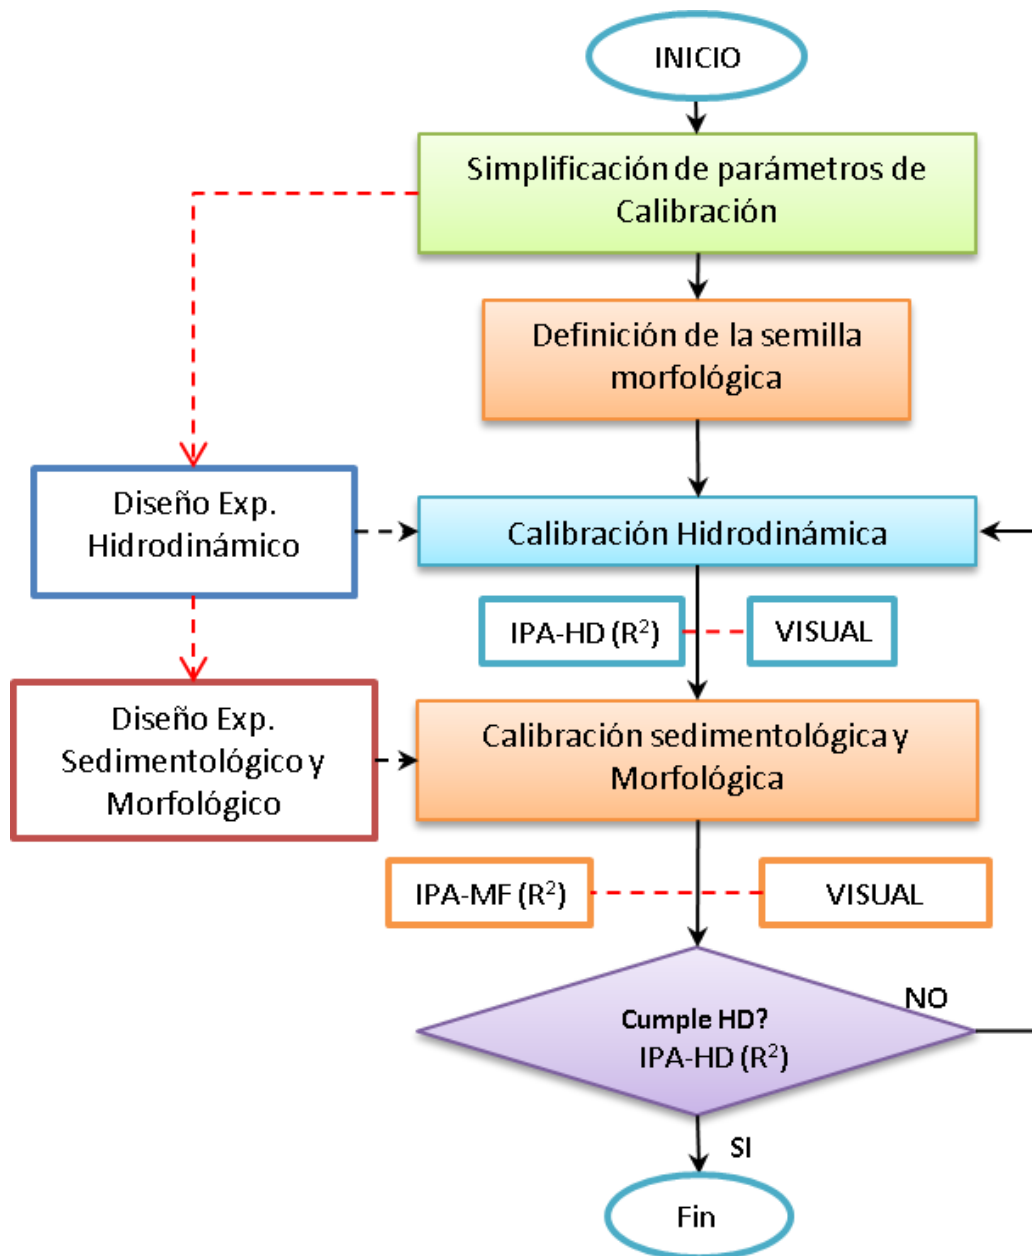 INICIO
Simplificación de parámetros de
Calibración
Definición de la semilla
morfológica
Diseño Exp.
Hidrodinámico
Calibración Hidrodinámica
IPA-HD (R²)
VISUAL
Diseño Exp.
Sedimentológico y
Morfológico
Calibración sedimentológica y
Morfológica
IPA-MF (R²)
VISUAL
Cumple HD?
IPA-HD (R²)
NO
SI
Fin